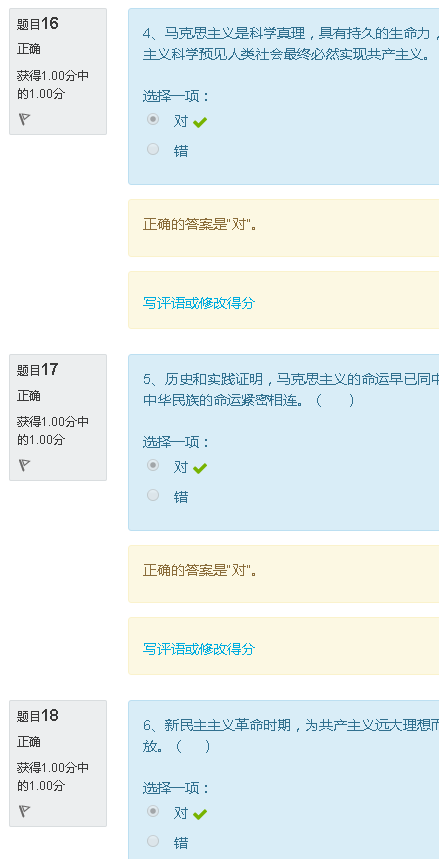 题目16
正确
获得1.00分中
的1.00分
4、马克思主义是科学真理，具有持久的生命力，
主义科学预见人类社会最终必然实现共产主义。
选择一项：
对
错
正确的答案是“对”。
写评语或修改得分
题目17
正确
获得1.00分中
的1.00分
5、历史和实践证明，马克思主义的命运早已同中
中华民族的命运紧密相连。（　　）
选择一项：
对
错
正确的答案是“对”。
写评语或修改得分
题目18
正确
获得1.00分中
的1.00分
6、新民主主义革命时期，为共产主义远大理想而
放。（　　）
选择一项：
对
错